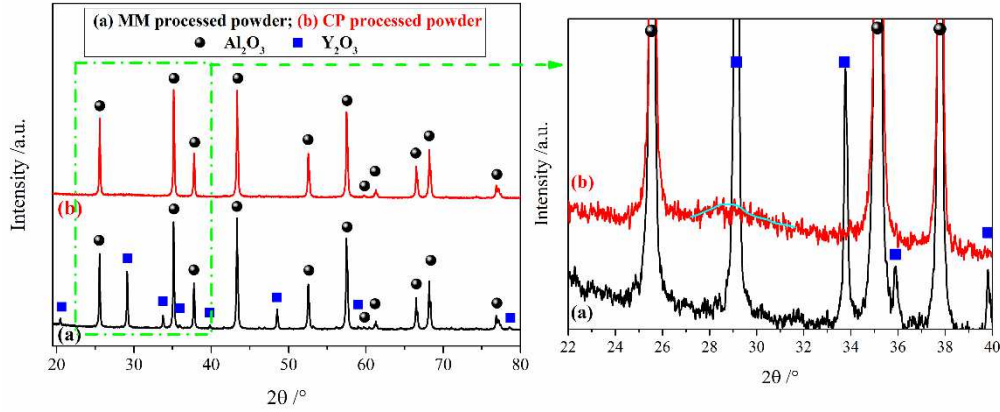 (a) MM processed powder; (b) CP processed powder
Al₂O₃ Y₂O₃
Intensity /a.u.
(b)
(a)
20 30 40 50 60 70 80
2θ /°
Intensity /a.u.
(b)
(a)
22 24 26 28 30 32 34 36 38 40
2θ /°